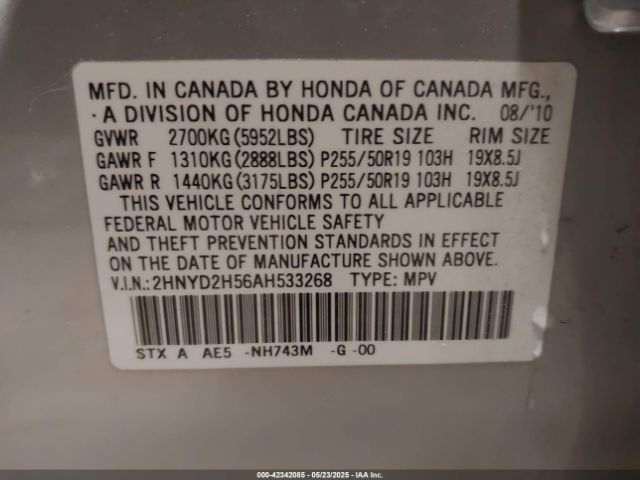 MFD. IN CANADA BY HONDA OF CANADA MFG.,
A DIVISION OF HONDA CANADA INC. 08/'10
GVWR 2700KG(5952LBS) TIRE SIZE RIM SIZE
GAWR F 1310KG(2888LBS) P255/50R19 103H 19X8.5J
GAWR R 1440KG(3175LBS) P255/50R19 103H 19X8.5J
THIS VEHICLE CONFORMS TO ALL APPLICABLE
FEDERAL MOTOR VEHICLE SAFETY
AND THEFT PREVENTION STANDARDS IN EFFECT
ON THE DATE OF MANUFACTURE SHOWN ABOVE.
V.I.N.:2HNYD2H56AH533268 TYPE: MPV
STX A AE5 -NH743M -G -00
000-42342085 - 05/23/2025 - IAA Inc.